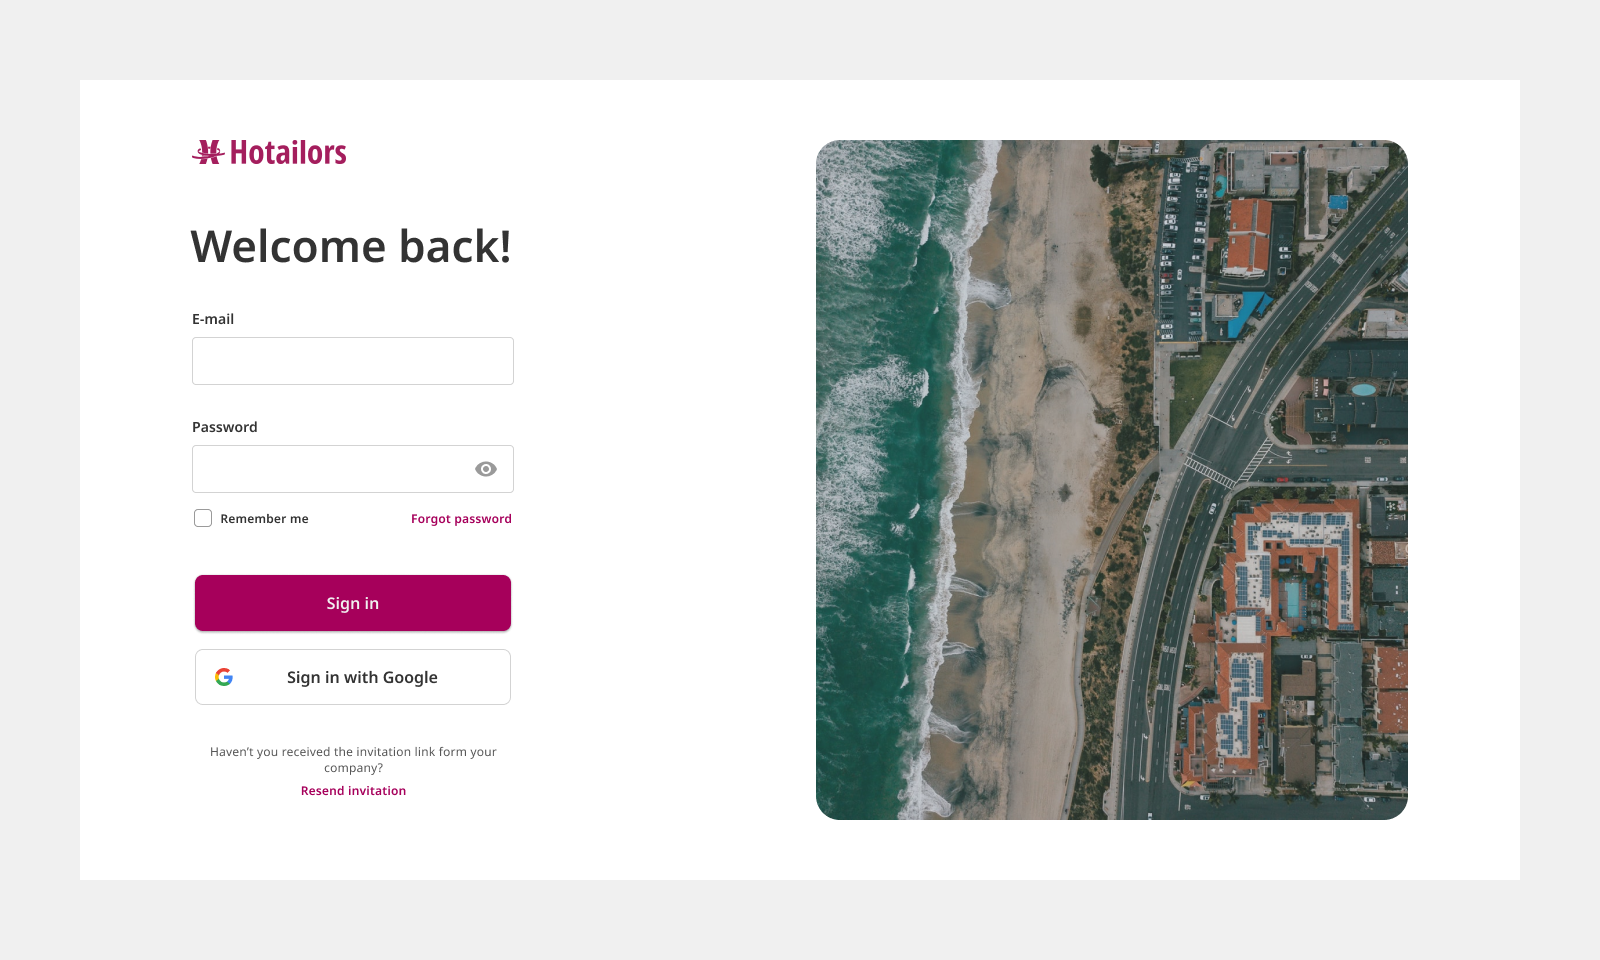 Hotailors
Welcome back!
E-mail
Password
Remember me
Forgot password
Sign in
Sign in with Google
Haven’t you received the invitation link form your
company?
Resend invitation